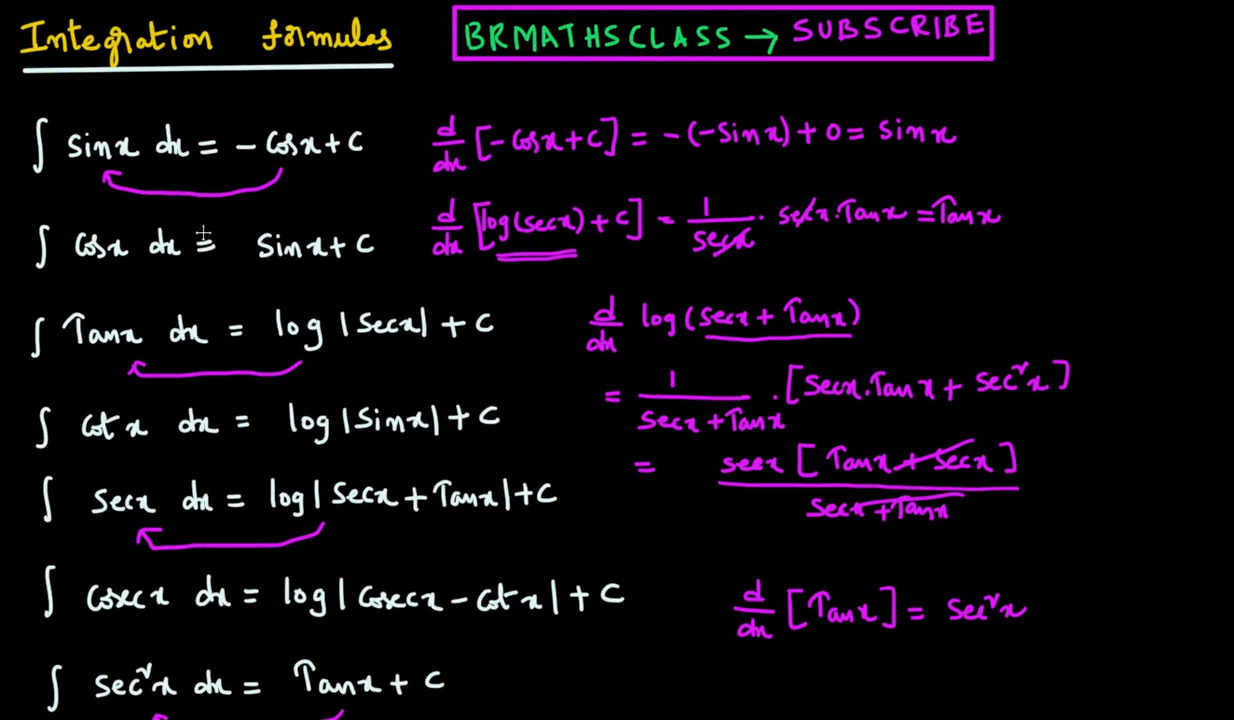 Integration formulas
BRMATHSCLASS → SUBSCRIBE
∫ sinx dx = - cosx + c
d/dx [-cosx + c] = -(-sinx) + 0 = sinx
∫ cosx dx = sinx + c
d/dx [log(secx) + c] = 1/secx · secx·Tanx = Tanx
∫ Tanx dx = log |secx| + c
d/dx log(secx + Tanx)
= 1/(secx + Tanx) · [secx.Tanx + sec²x]
∫ cotx dx = log |sinx| + c
= secx [Tanx + secx] / secx + Tanx
∫ secx dx = log| secx + Tanx | + c
∫ cosecx dx = log | cosecx - cotx | + c
d/dx [Tanx] = sec²x
∫ sec²x dx = Tanx + c